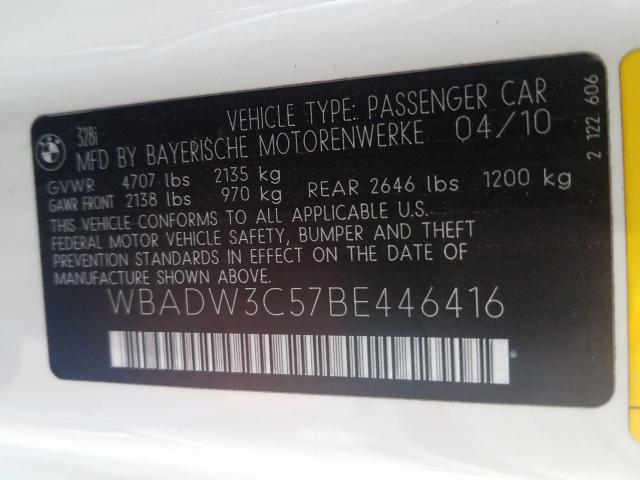 BMW
328i
VEHICLE TYPE: PASSENGER CAR
MFD BY BAYERISCHE MOTORENWERKE 04/10
GVWR 4707 lbs 2135 kg
GAWR FRONT 2138 lbs 970 kg REAR 2646 lbs 1200 kg
THIS VEHICLE CONFORMS TO ALL APPLICABLE U.S.
FEDERAL MOTOR VEHICLE SAFETY, BUMPER AND THEFT
PREVENTION STANDARDS IN EFFECT ON THE DATE OF
MANUFACTURE SHOWN ABOVE.
WBADW3C57BE446416
2 122 606